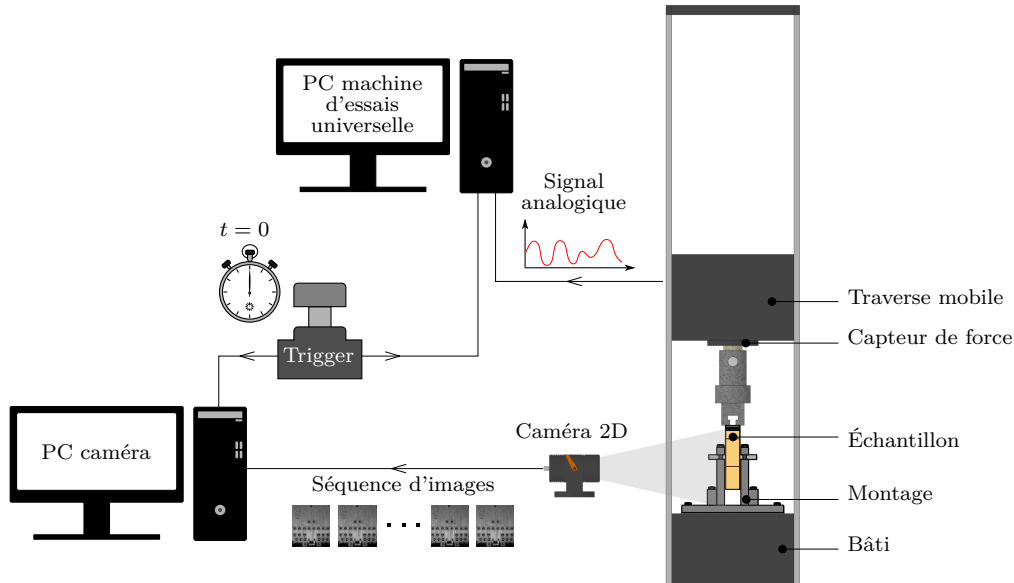 PC machine
d'essais
universelle
Signal
analogique
t = 0
Trigger
Traverse mobile
Capteur de force
Caméra 2D
Échantillon
PC caméra
Séquence d'images
Montage
Bâti